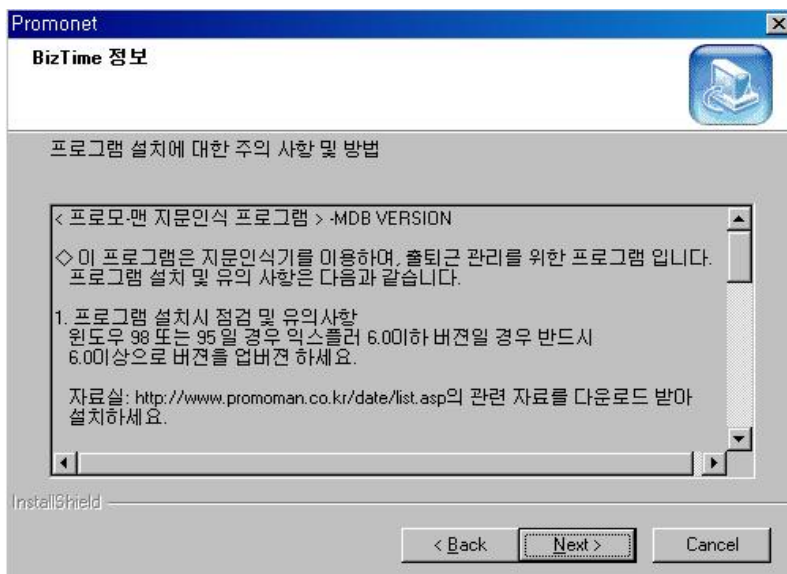 Promonet
BizTime 정보
프로그램 설치에 대한 주의 사항 및 방법
< 프로모-맨 지문인식 프로그램 > -MDB VERSION
◇ 이 프로그램은 지문인식기를 이용하며, 출퇴근 관리를 위한 프로그램 입니다.
프로그램 설치 및 유의 사항은 다음과 같습니다.
1. 프로그램 설치시 점검 및 유의사항
윈도우 98 또는 95 일 경우 익스플러 6.0이하 버젼일 경우 반드시
6.0이상으로 버젼을 업버젼 하세요.
자료실: http://www.promoman.co.kr/date/list.asp의 관련 자료를 다운로드 받아
설치하세요.
InstallShield
< Back
Next >
Cancel